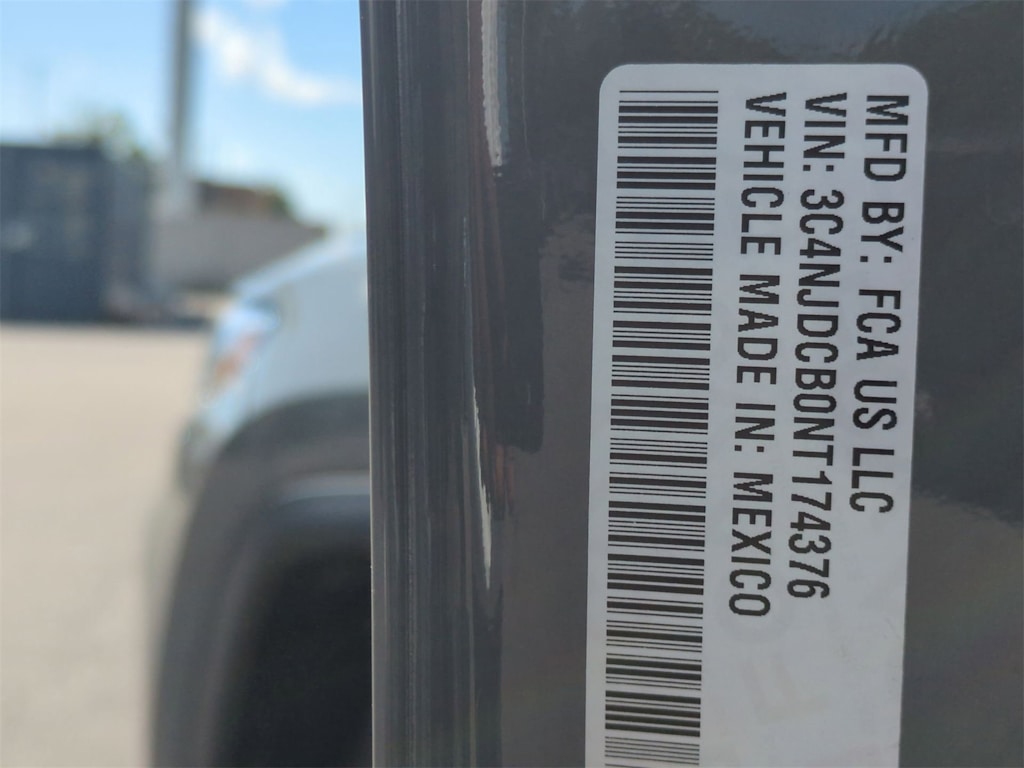 MFD BY: FCA US LLC
VIN: 3C4NJDCB0NT174376
VEHICLE MADE IN: MEXICO